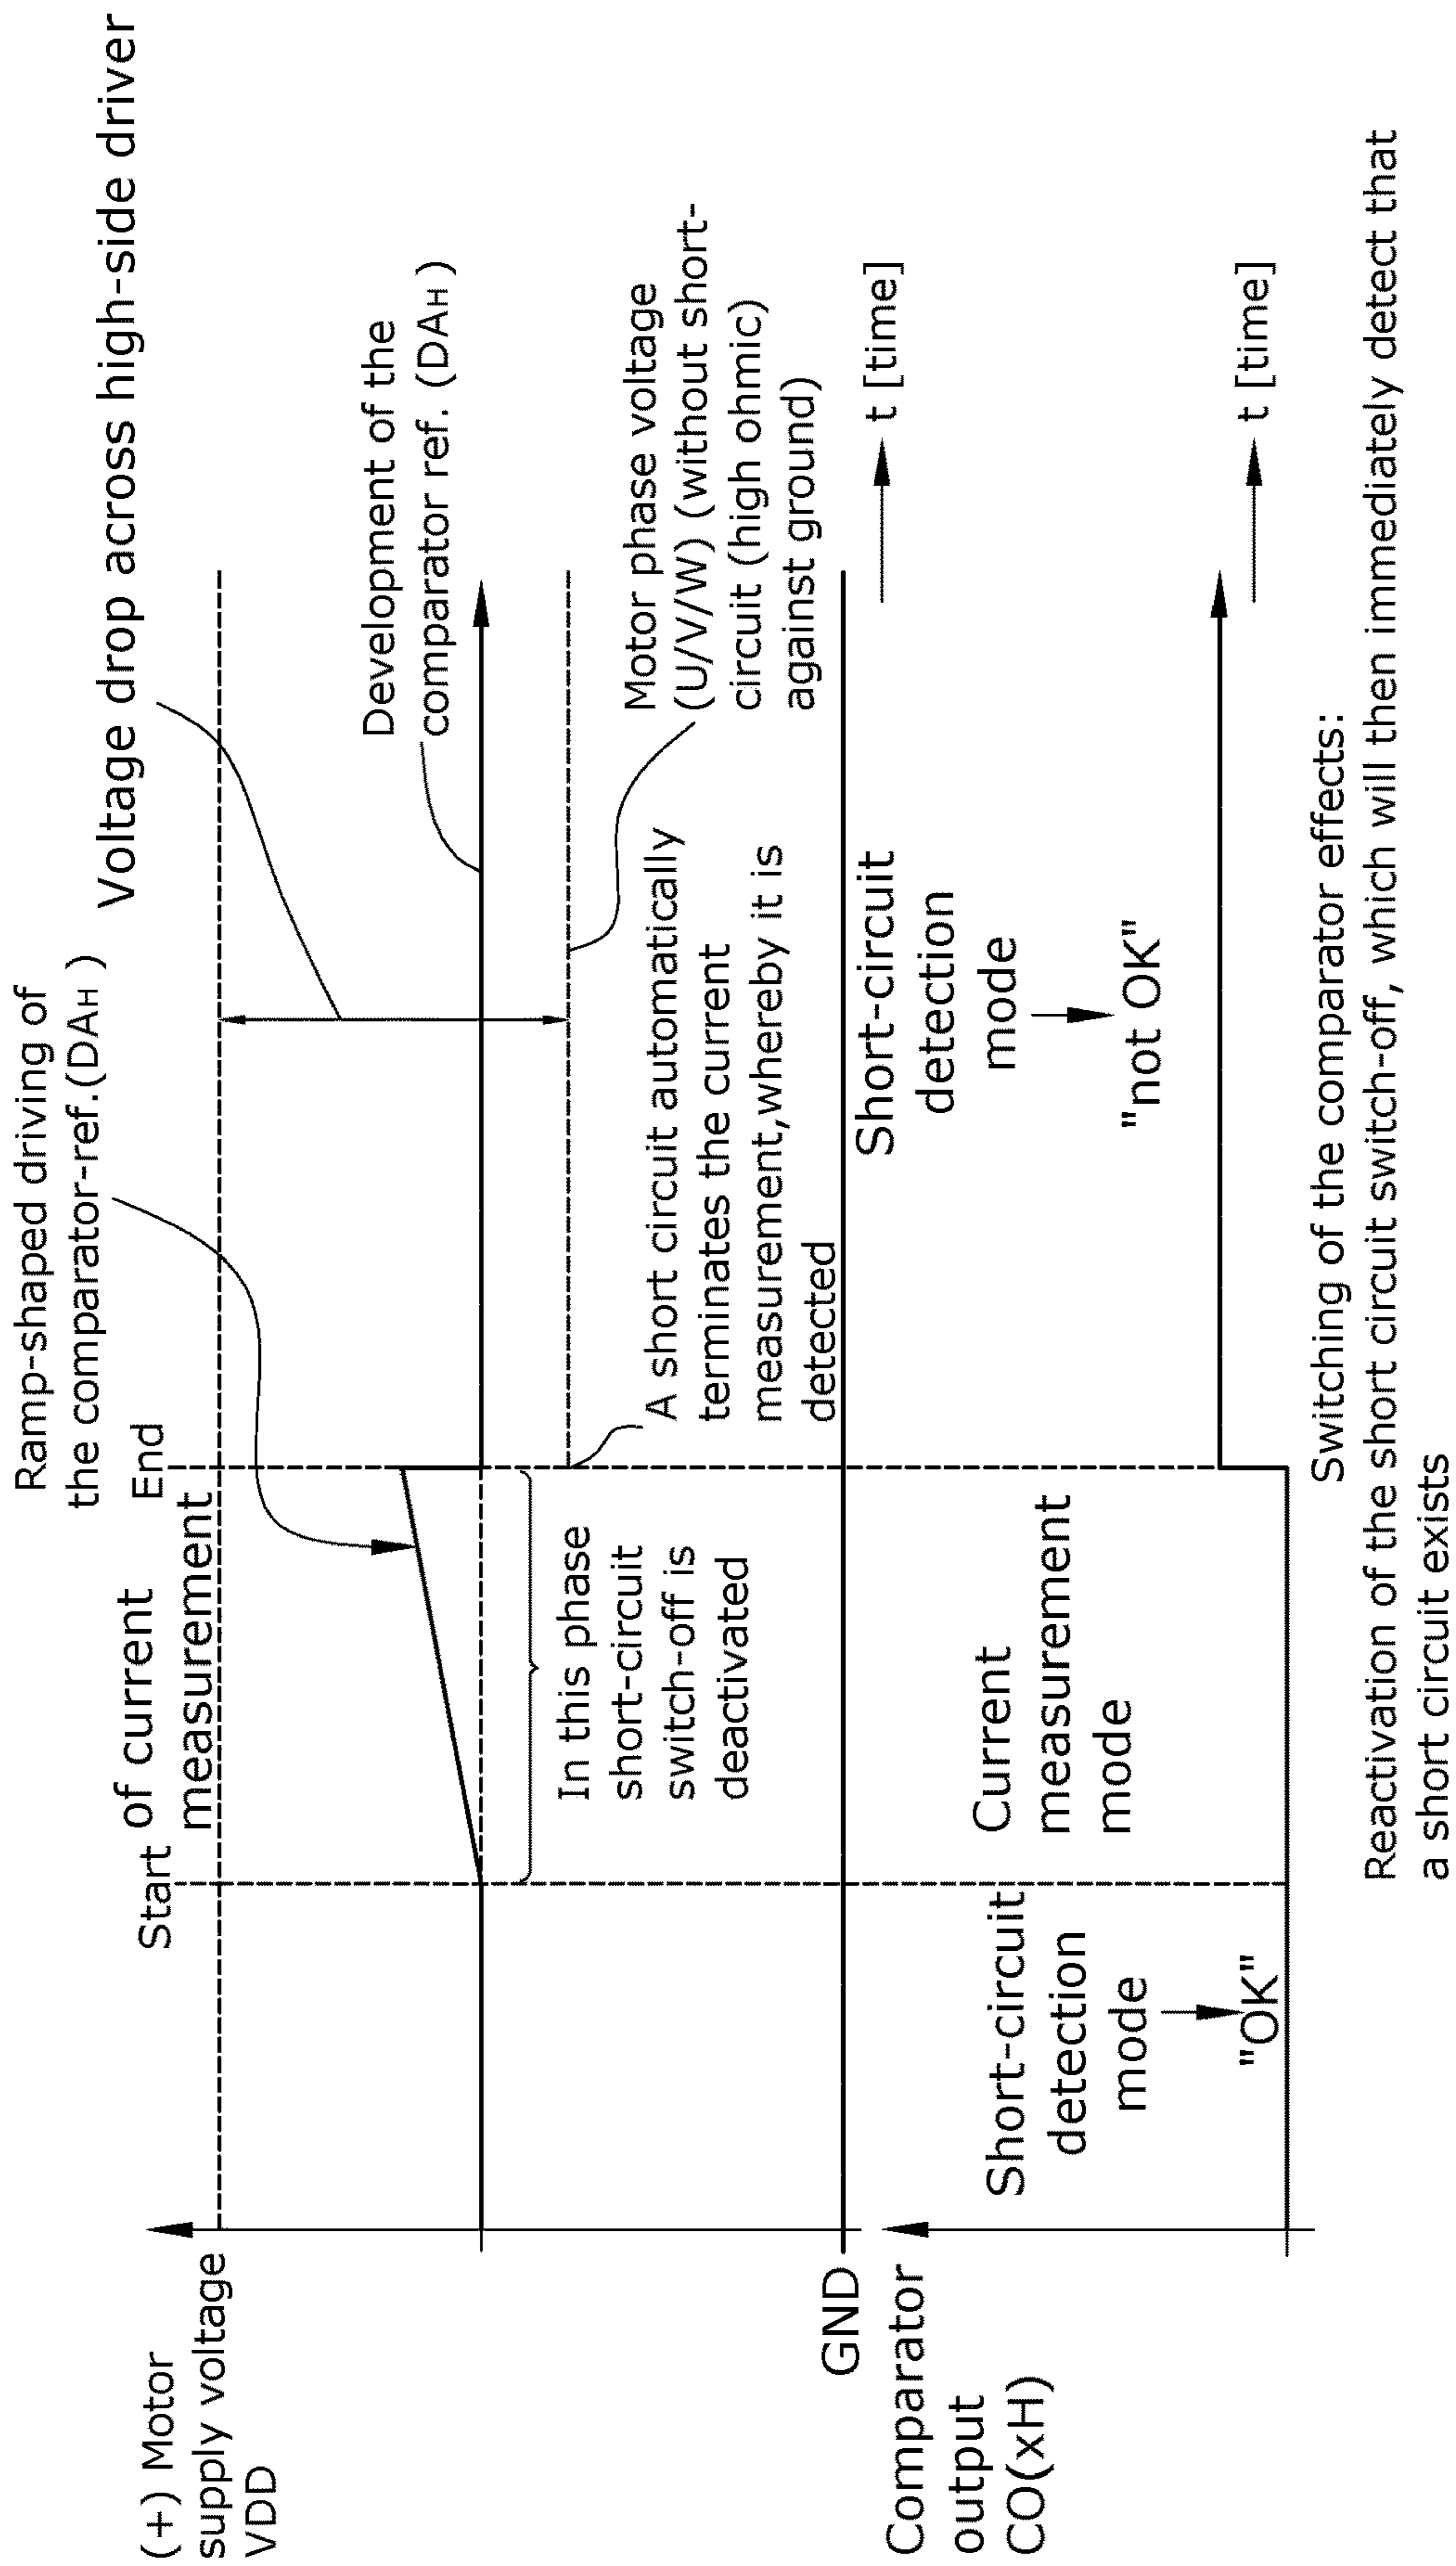 Ramp-shaped driving of
the comparator-ref.(DAH )
Voltage drop across high-side driver
Start
of current
measurement
End
(+) Motor
supply voltage
VDD
Development of the
comparator ref. (DAH )
In this phase
short-circuit
switch-off is
deactivated
A short circuit automatically
terminates the current
measurement,whereby it is
detected
Motor phase voltage
(U/V/W) (without short-
circuit (high ohmic)
against ground)
GND
t [time]
Comparator
output
CO(xH)
Short-circuit
detection
mode
"OK"
Current
measurement
mode
Short-circuit
detection
mode
"not OK"
t [time]
Switching of the comparator effects:
Reactivation of the short circuit switch-off, which will then immediately detect that
a short circuit exists